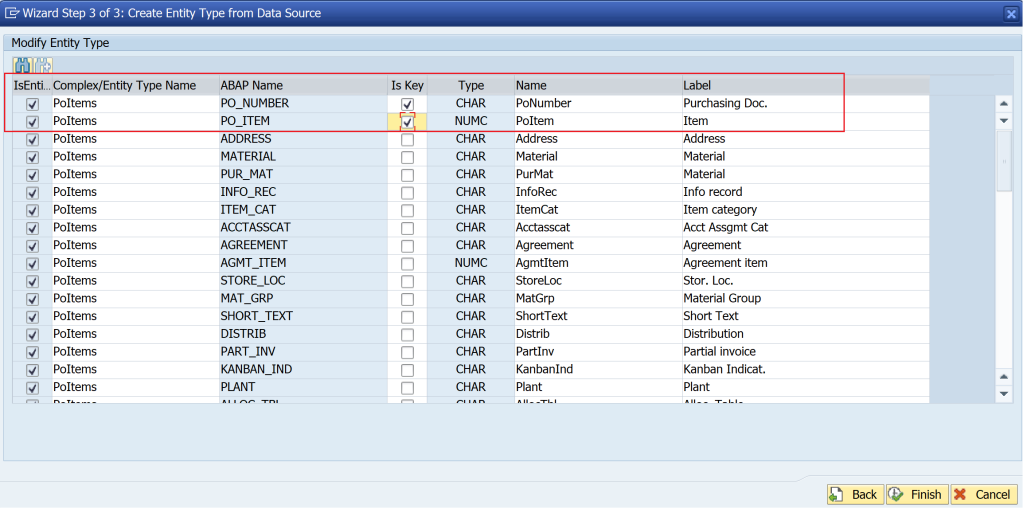 Wizard Step 3 of 3: Create Entity Type from Data Source
Modify Entity Type
IsEnti... Complex/Entity Type Name ABAP Name Is Key Type Name Label
PoItems PO_NUMBER CHAR PoNumber Purchasing Doc.
PoItems PO_ITEM NUMC PoItem Item
PoItems ADDRESS CHAR Address Address
PoItems MATERIAL CHAR Material Material
PoItems PUR_MAT CHAR PurMat Material
PoItems INFO_REC CHAR InfoRec Info record
PoItems ITEM_CAT CHAR ItemCat Item category
PoItems ACCTASSCAT CHAR Acctasscat Acct Assgmt Cat
PoItems AGREEMENT CHAR Agreement Agreement
PoItems AGMT_ITEM NUMC AgmtItem Agreement item
PoItems STORE_LOC CHAR StoreLoc Stor. Loc.
PoItems MAT_GRP CHAR MatGrp Material Group
PoItems SHORT_TEXT CHAR ShortText Short Text
PoItems DISTRIB CHAR Distrib Distribution
PoItems PART_INV CHAR PartInv Partial invoice
PoItems KANBAN_IND CHAR KanbanInd Kanban Indicat.
PoItems PLANT CHAR Plant Plant
Back Finish Cancel